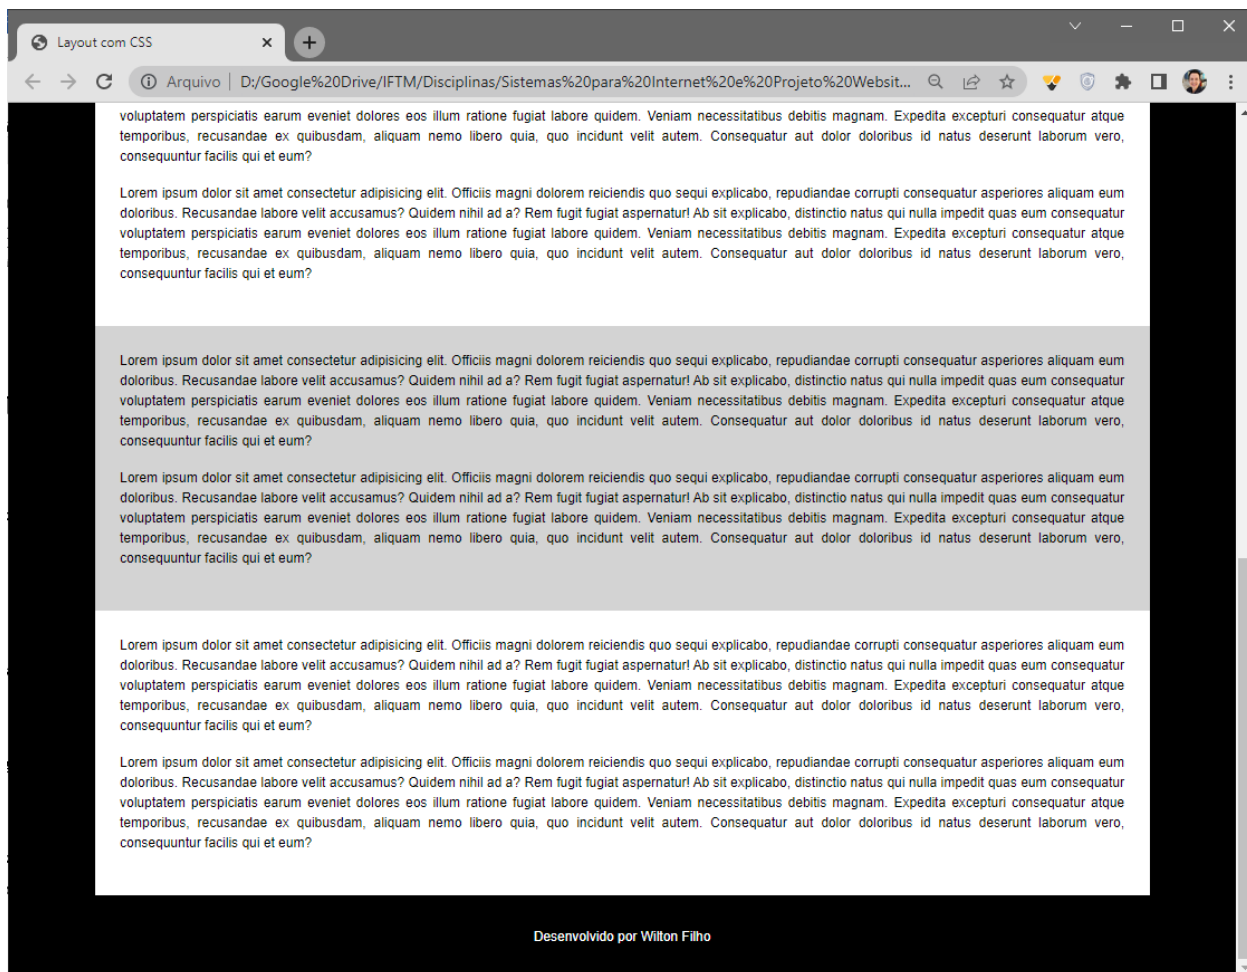 Layout com CSS
Arquivo | D:/Google%20Drive/IFTM/Disciplinas/Sistemas%20para%20Internet%20e%20Projeto%20Websit...
voluptatem perspiciatis earum eveniet dolores eos illum ratione fugiat labore quidem. Veniam necessitatibus debitis magnam. Expedita excepturi consequatur atque
temporibus, recusandae ex quibusdam, aliquam nemo libero quia, quo incidunt velit autem. Consequatur aut dolor doloribus id natus deserunt laborum vero,
consequuntur facilis qui et eum?
Lorem ipsum dolor sit amet consectetur adipisicing elit. Officiis magni dolorem reiciendis quo sequi explicabo, repudiandae corrupti consequatur asperiores aliquam eum
doloribus. Recusandae labore velit accusamus? Quidem nihil ad a? Rem fugit fugiat aspernatur! Ab sit explicabo, distinctio natus qui nulla impedit quas eum consequatur
voluptatem perspiciatis earum eveniet dolores eos illum ratione fugiat labore quidem. Veniam necessitatibus debitis magnam. Expedita excepturi consequatur atque
temporibus, recusandae ex quibusdam, aliquam nemo libero quia, quo incidunt velit autem. Consequatur aut dolor doloribus id natus deserunt laborum vero,
consequuntur facilis qui et eum?
Lorem ipsum dolor sit amet consectetur adipisicing elit. Officiis magni dolorem reiciendis quo sequi explicabo, repudiandae corrupti consequatur asperiores aliquam eum
doloribus. Recusandae labore velit accusamus? Quidem nihil ad a? Rem fugit fugiat aspernatur! Ab sit explicabo, distinctio natus qui nulla impedit quas eum consequatur
voluptatem perspiciatis earum eveniet dolores eos illum ratione fugiat labore quidem. Veniam necessitatibus debitis magnam. Expedita excepturi consequatur atque
temporibus, recusandae ex quibusdam, aliquam nemo libero quia, quo incidunt velit autem. Consequatur aut dolor doloribus id natus deserunt laborum vero,
consequuntur facilis qui et eum?
Lorem ipsum dolor sit amet consectetur adipisicing elit. Officiis magni dolorem reiciendis quo sequi explicabo, repudiandae corrupti consequatur asperiores aliquam eum
doloribus. Recusandae labore velit accusamus? Quidem nihil ad a? Rem fugit fugiat aspernatur! Ab sit explicabo, distinctio natus qui nulla impedit quas eum consequatur
voluptatem perspiciatis earum eveniet dolores eos illum ratione fugiat labore quidem. Veniam necessitatibus debitis magnam. Expedita excepturi consequatur atque
temporibus, recusandae ex quibusdam, aliquam nemo libero quia, quo incidunt velit autem. Consequatur aut dolor doloribus id natus deserunt laborum vero,
consequuntur facilis qui et eum?
Lorem ipsum dolor sit amet consectetur adipisicing elit. Officiis magni dolorem reiciendis quo sequi explicabo, repudiandae corrupti consequatur asperiores aliquam eum
doloribus. Recusandae labore velit accusamus? Quidem nihil ad a? Rem fugit fugiat aspernatur! Ab sit explicabo, distinctio natus qui nulla impedit quas eum consequatur
voluptatem perspiciatis earum eveniet dolores eos illum ratione fugiat labore quidem. Veniam necessitatibus debitis magnam. Expedita excepturi consequatur atque
temporibus, recusandae ex quibusdam, aliquam nemo libero quia, quo incidunt velit autem. Consequatur aut dolor doloribus id natus deserunt laborum vero,
consequuntur facilis qui et eum?
Lorem ipsum dolor sit amet consectetur adipisicing elit. Officiis magni dolorem reiciendis quo sequi explicabo, repudiandae corrupti consequatur asperiores aliquam eum
doloribus. Recusandae labore velit accusamus? Quidem nihil ad a? Rem fugit fugiat aspernatur! Ab sit explicabo, distinctio natus qui nulla impedit quas eum consequatur
voluptatem perspiciatis earum eveniet dolores eos illum ratione fugiat labore quidem. Veniam necessitatibus debitis magnam. Expedita excepturi consequatur atque
temporibus, recusandae ex quibusdam, aliquam nemo libero quia, quo incidunt velit autem. Consequatur aut dolor doloribus id natus deserunt laborum vero,
consequuntur facilis qui et eum?
Desenvolvido por Wilton Filho